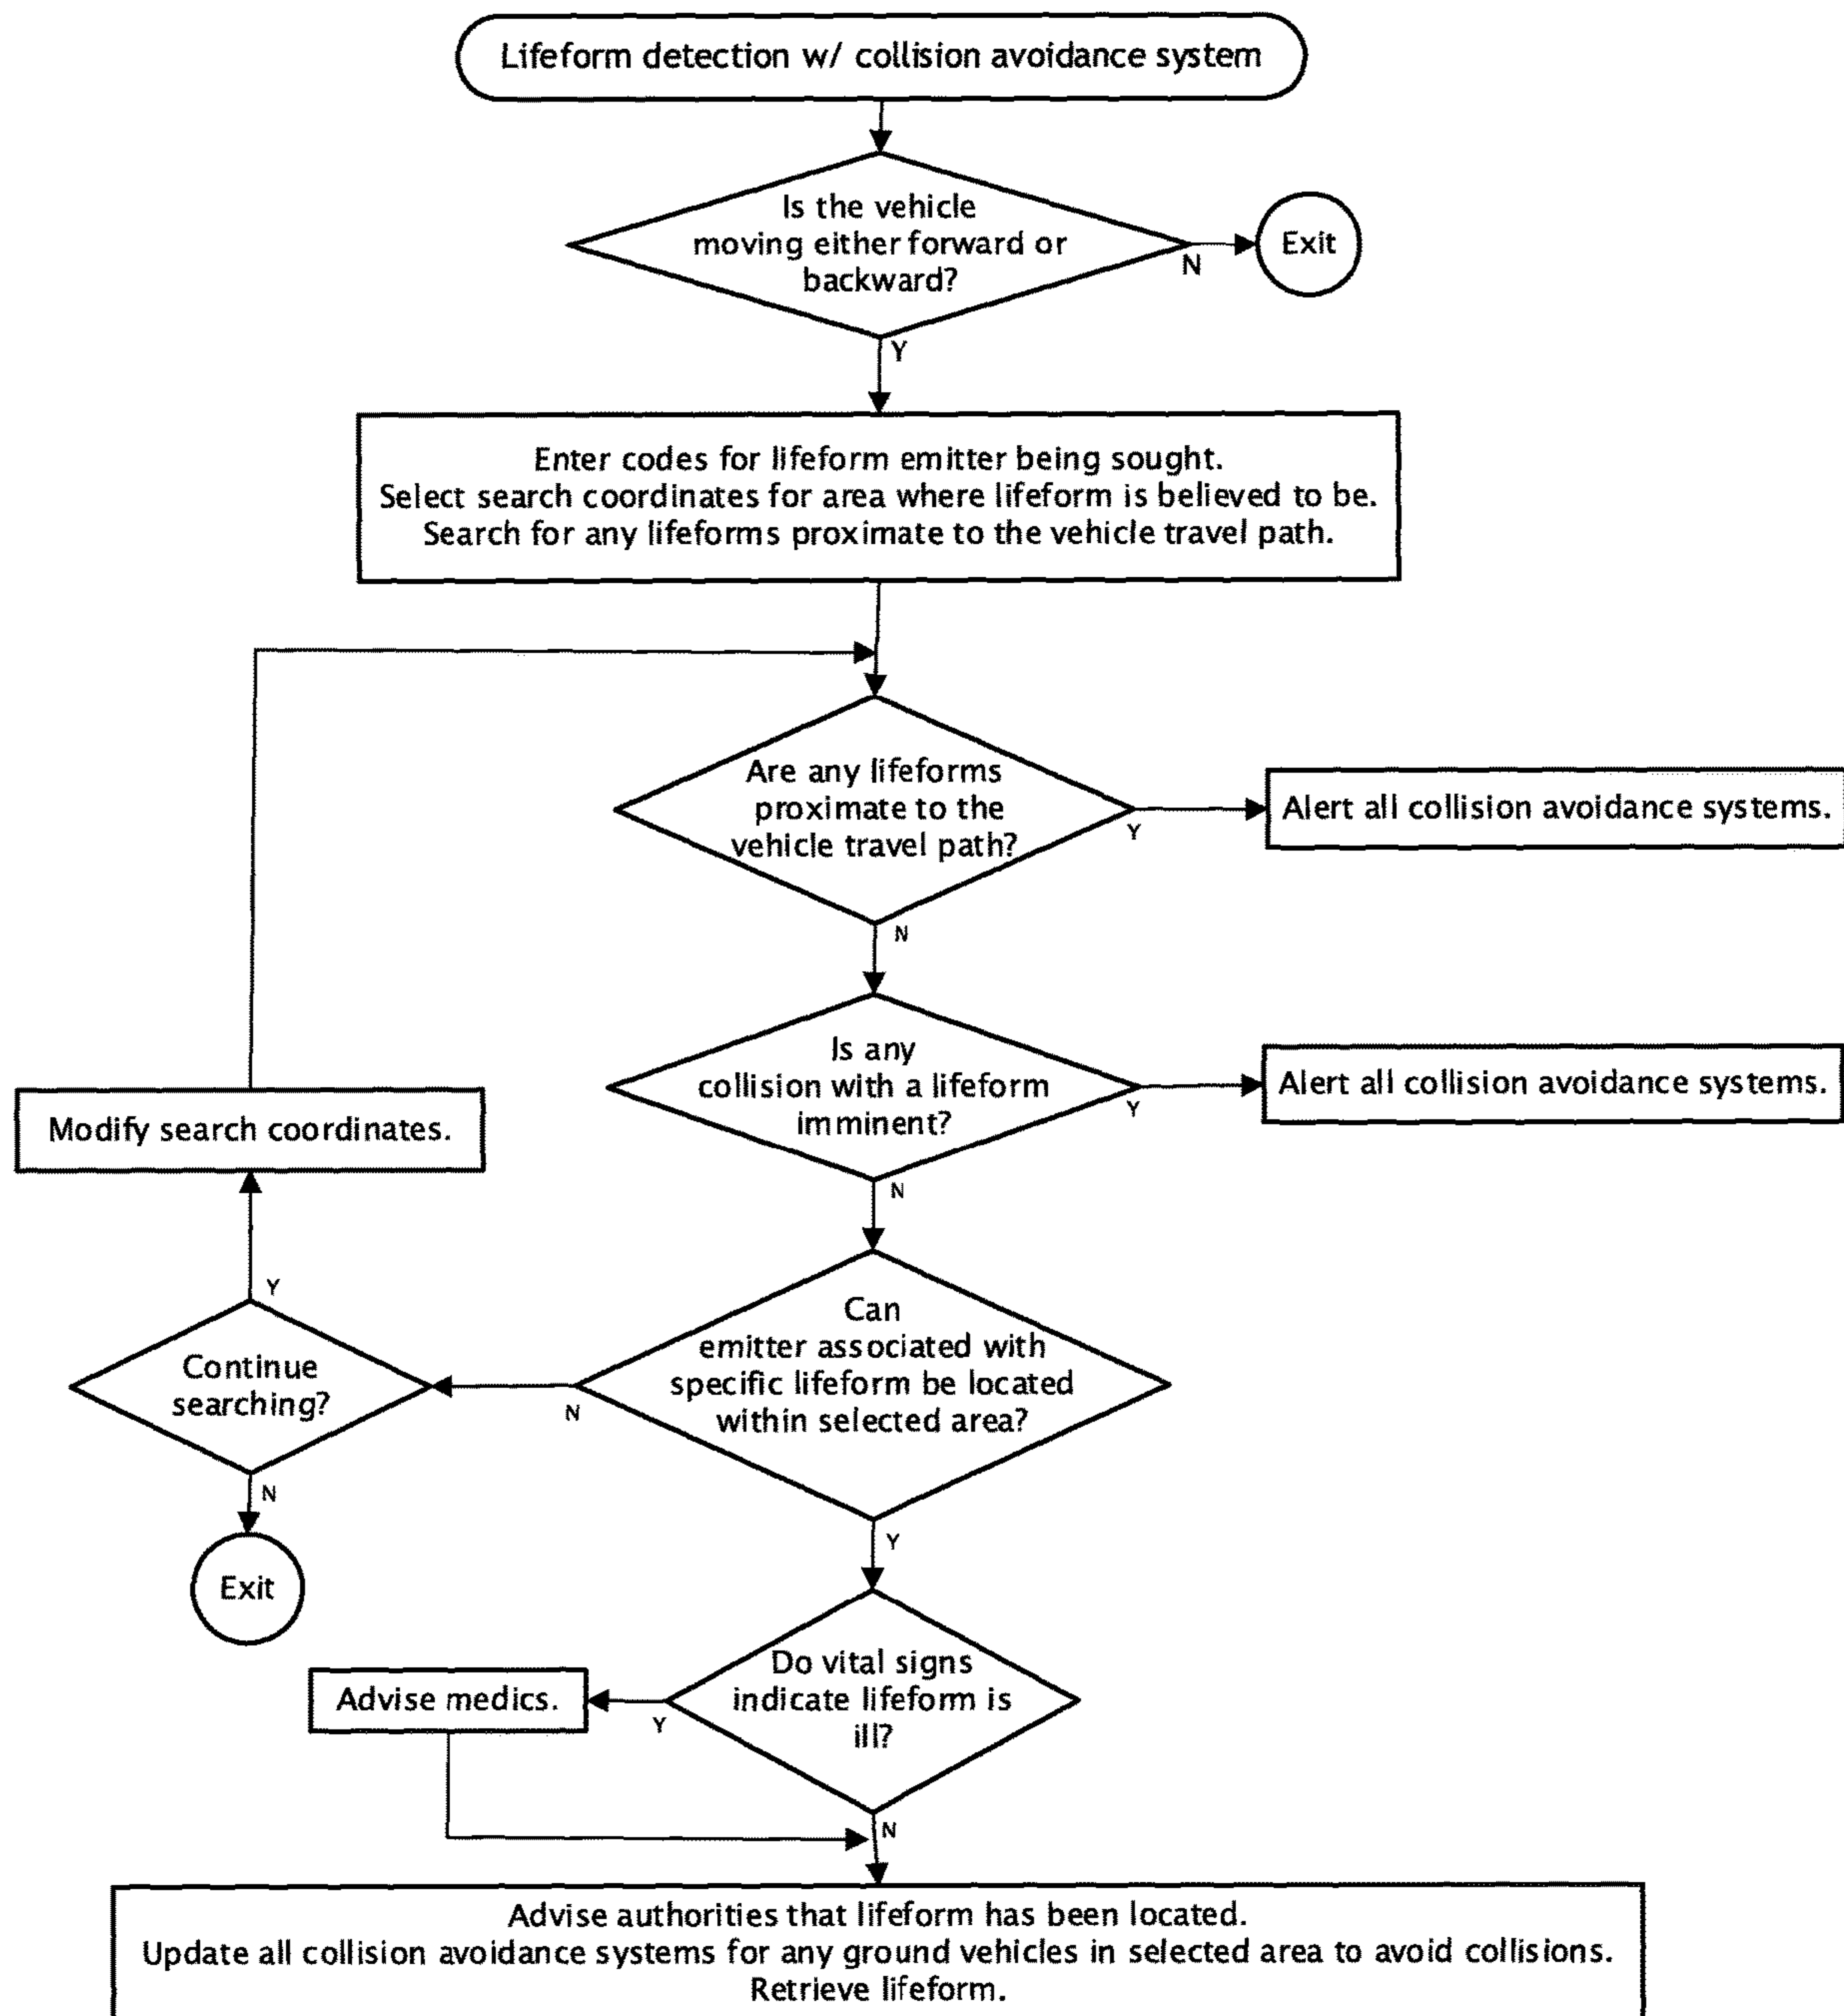 Lifeform detection w/ collision avoidance system
Is the vehicle
moving either forward or
backward?
N
Exit
Y
Enter codes for lifeform emitter being sought.
Select search coordinates for area where lifeform is believed to be.
Search for any lifeforms proximate to the vehicle travel path.
Are any lifeforms
proximate to the
vehicle travel path?
Y
Alert all collision avoidance systems.
N
Is any
collision with a lifeform
imminent?
Y
Alert all collision avoidance systems.
N
Modify search coordinates.
Y
Can
emitter associated with
specific lifeform be located
within selected area?
N
Continue
searching?
N
Exit
Y
Do vital signs
indicate lifeform is
ill?
Y
Advise medics.
N
Advise authorities that lifeform has been located.
Update all collision avoidance systems for any ground vehicles in selected area to avoid collisions.
Retrieve lifeform.